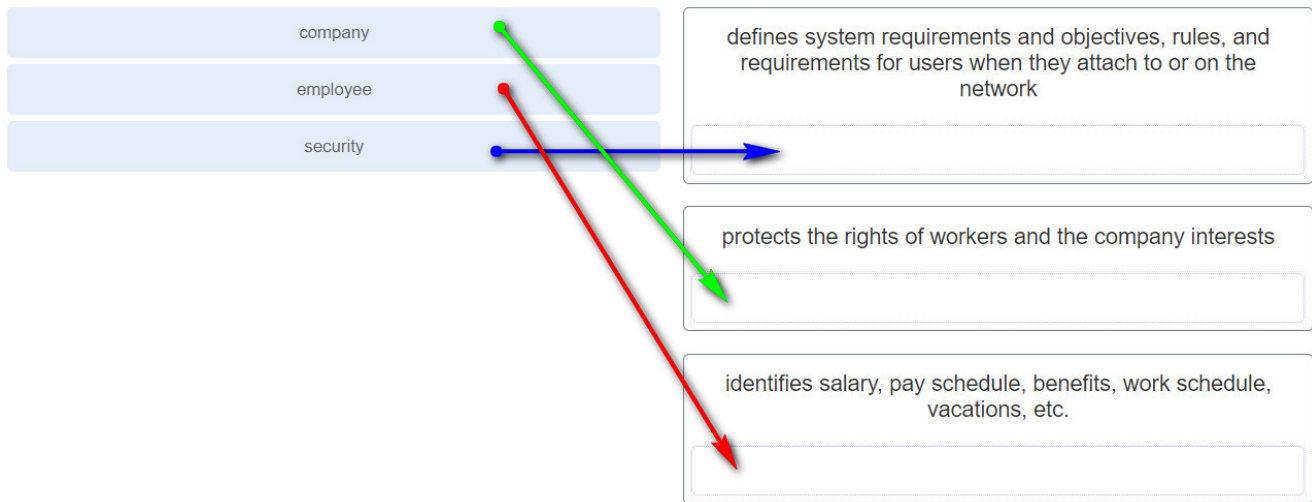 company
employee
security
defines system requirements and objectives, rules, and
requirements for users when they attach to or on the
network
protects the rights of workers and the company interests
identifies salary, pay schedule, benefits, work schedule,
vacations, etc.